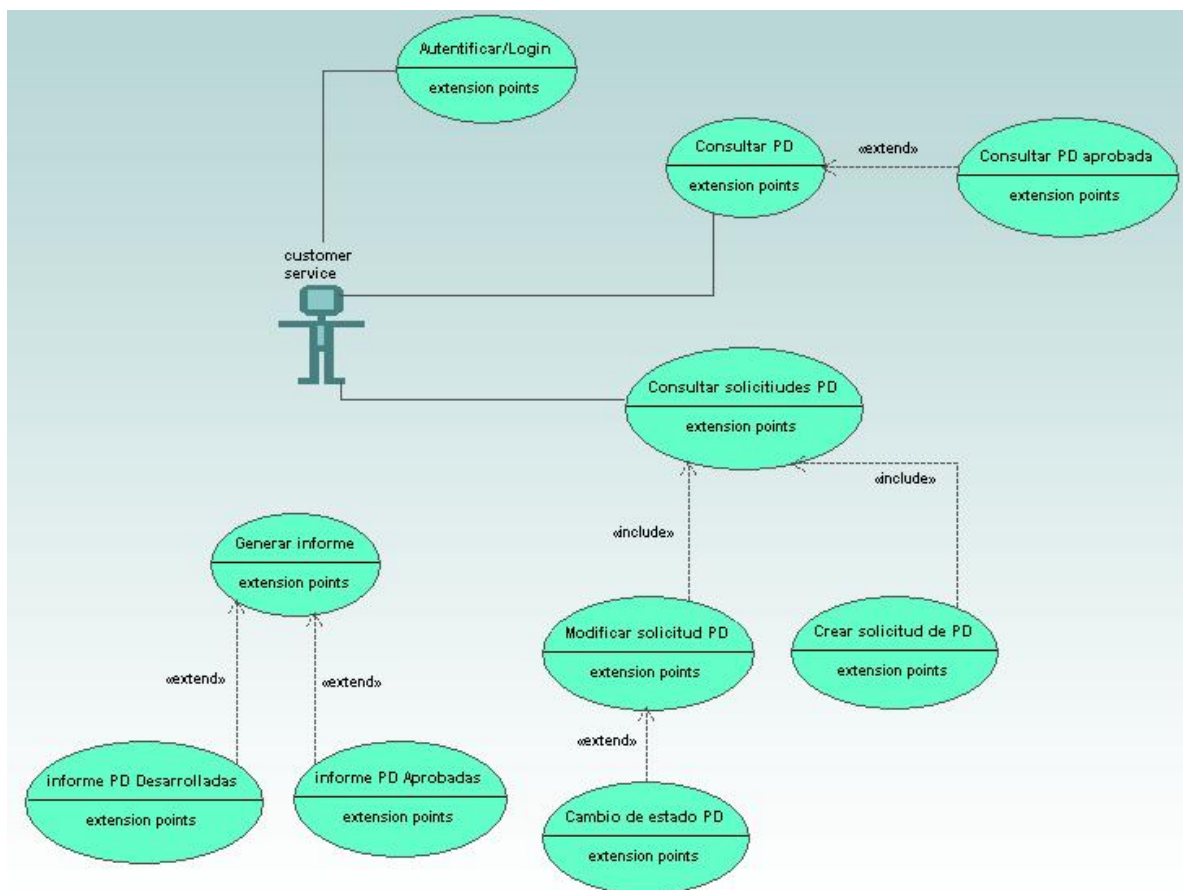 Autentificar/Login
extension points
Consultar PD
extension points
«extend»
Consultar PD aprobada
extension points
customer
service
Consultar solicitiudes PD
extension points
«include»
«include»
Generar informe
extension points
Modificar solicitud PD
extension points
Crear solicitud de PD
extension points
«extend»
«extend»
«extend»
informe PD Desarrolladas
extension points
informe PD Aprobadas
extension points
Cambio de estado PD
extension points